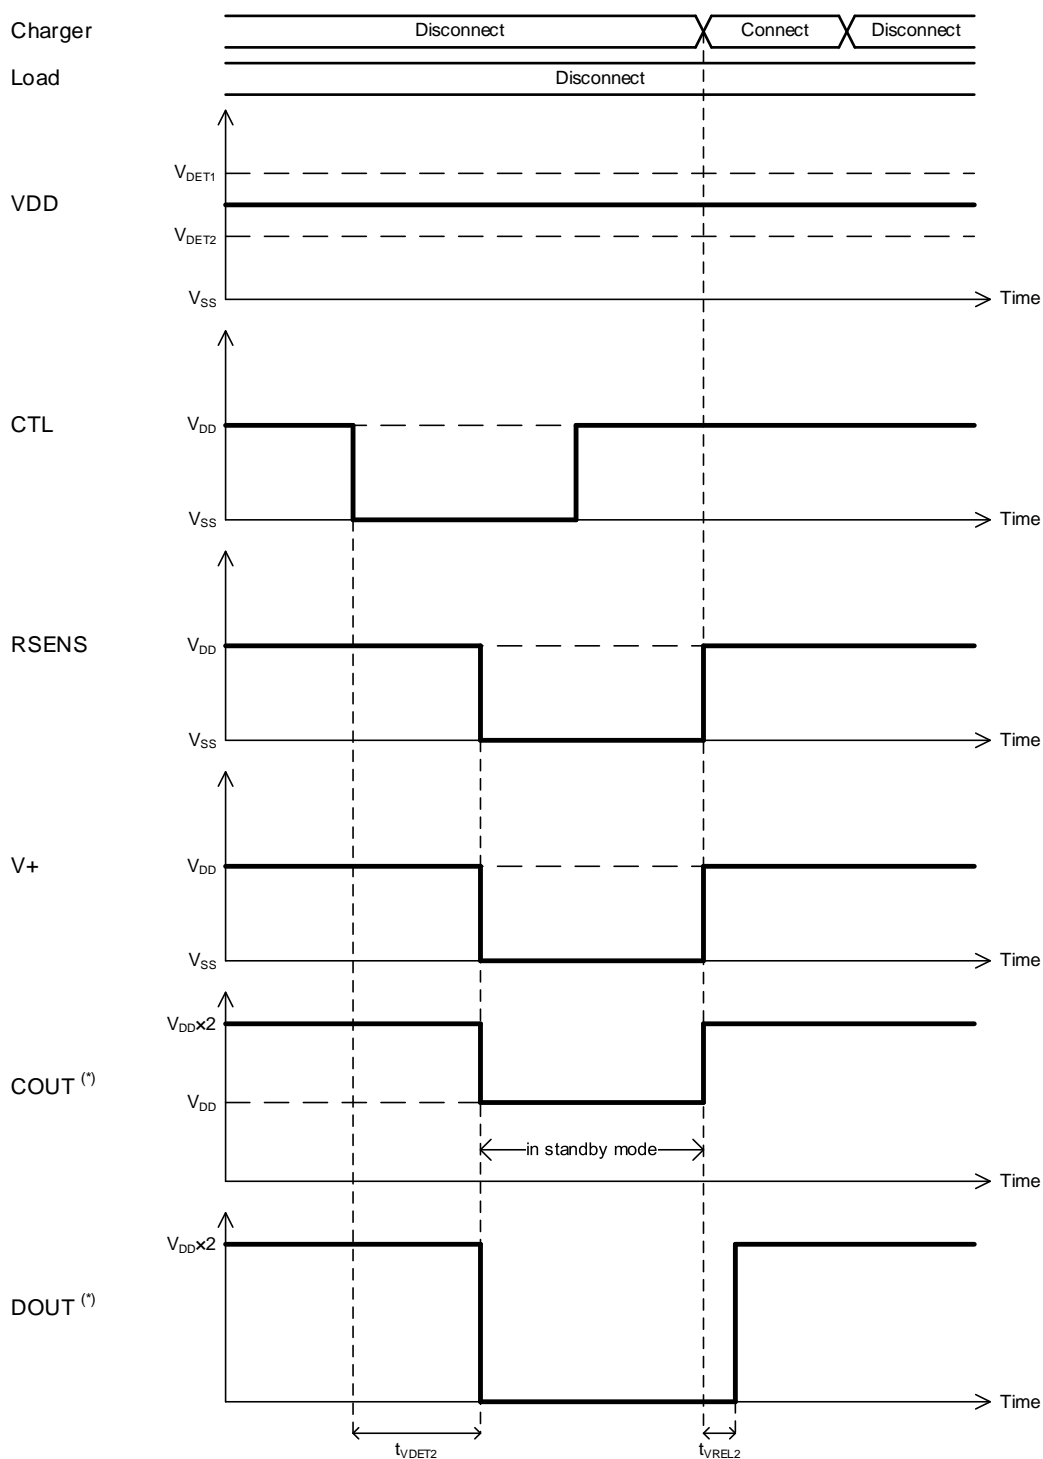 Charger Disconnect Connect Disconnect
Load Disconnect
VDET1
VDD
VDET2
VSS Time
CTL VDD
VSS Time
RSENS VDD
VSS Time
V+ VDD
VSS Time
VDD×2
COUT (*)
VDD
in standby mode
Time
VDD×2
DOUT (*)
Time
tVDET2 tVREL2